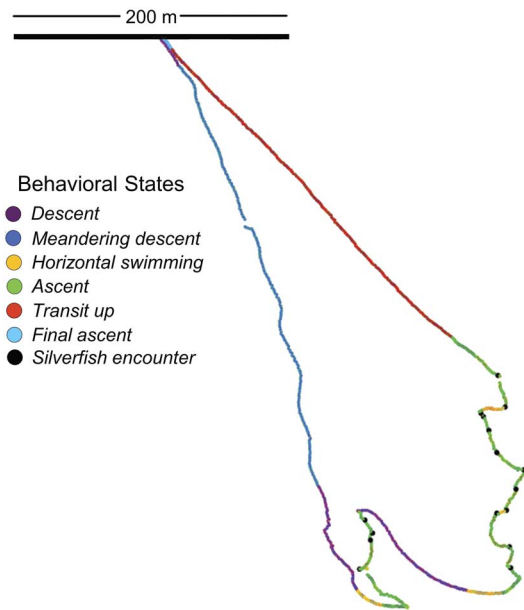 200 m
Behavioral States
Descent
Meandering descent
Horizontal swimming
Ascent
Transit up
Final ascent
Silverfish encounter